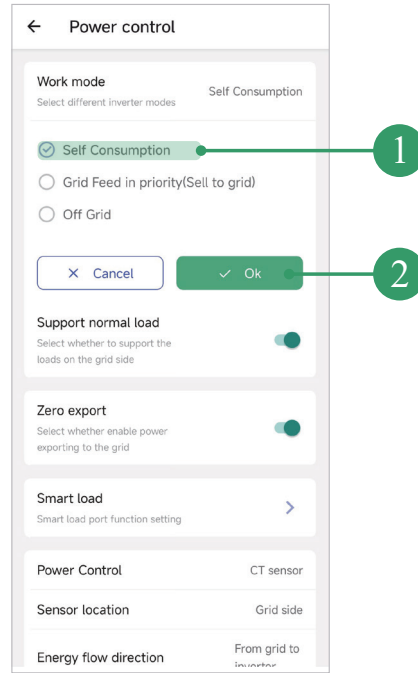 ← Power control
Work mode
Select different inverter modes
Self Consumption
Self Consumption
1
Grid Feed in priority(Sell to grid)
Off Grid
× Cancel
✓ Ok
2
Support normal load
Select whether to support the
loads on the grid side
Zero export
Select whether enable power
exporting to the grid
Smart load
Smart load port function setting
Power Control
CT sensor
Sensor location
Grid side
Energy flow direction
From grid to
inverter